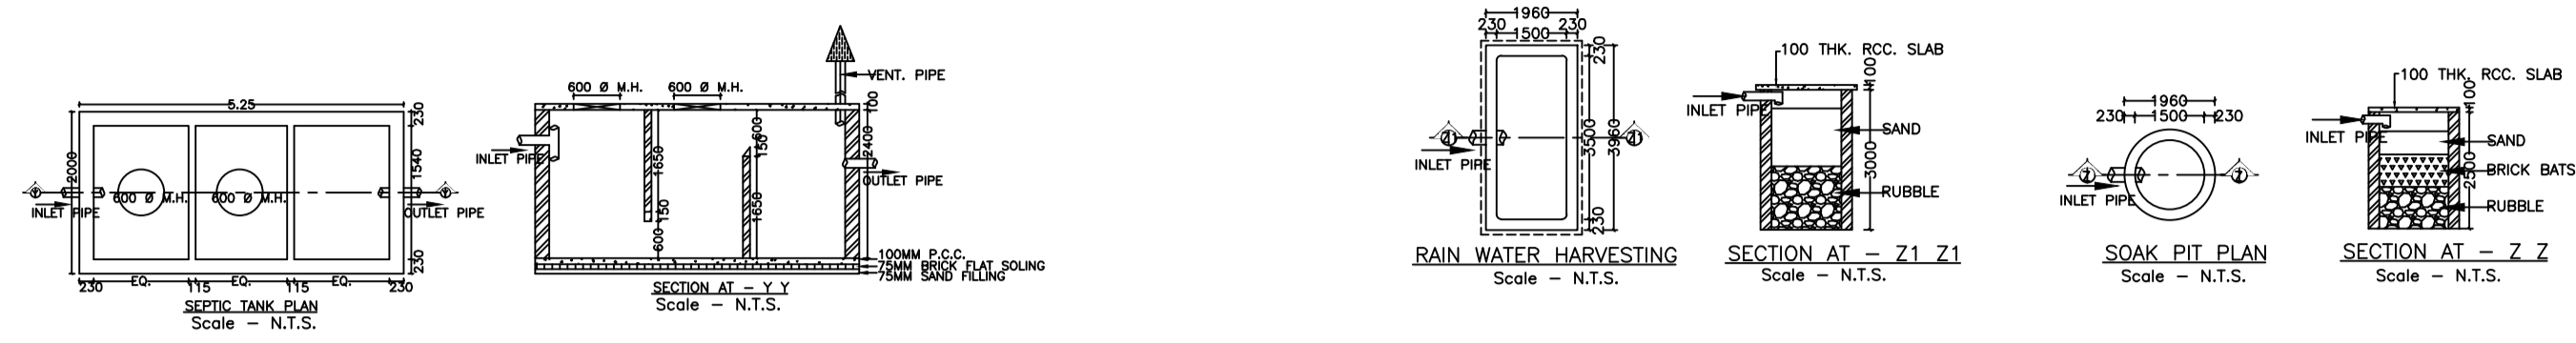 5.25
230
2000
1540
600 Ø M.H.
600 Ø M.H.
Y
Y
INLET PIPE
OUTLET PIPE
230
EQ.
EQ.
EQ.
230
115
115
230
SEPTIC TANK PLAN
Scale – N.T.S.
VENT. PIPE
600 Ø M.H.
600 Ø M.H.
100
600
150
2400
INLET PIPE
1650
OUTLET PIPE
150
1650
600
100MM P.C.C.
75MM BRICK FLAT SOLING
75MM SAND FILLING
SECTION AT – Y Y
Scale – N.T.S.
1960
230
230
1500
230
Z1
Z1
3500
3960
INLET PIPE
230
RAIN WATER HARVESTING
Scale – N.T.S.
100 THK. RCC. SLAB
100
INLET PIPE
SAND
3000
RUBBLE
SECTION AT – Z1 Z1
Scale – N.T.S.
1960
230
1500
230
Z
Z
INLET PIPE
SOAK PIT PLAN
Scale – N.T.S.
100 THK. RCC. SLAB
100
INLET PIPE
SAND
BRICK BATS
2500
RUBBLE
SECTION AT – Z Z
Scale – N.T.S.